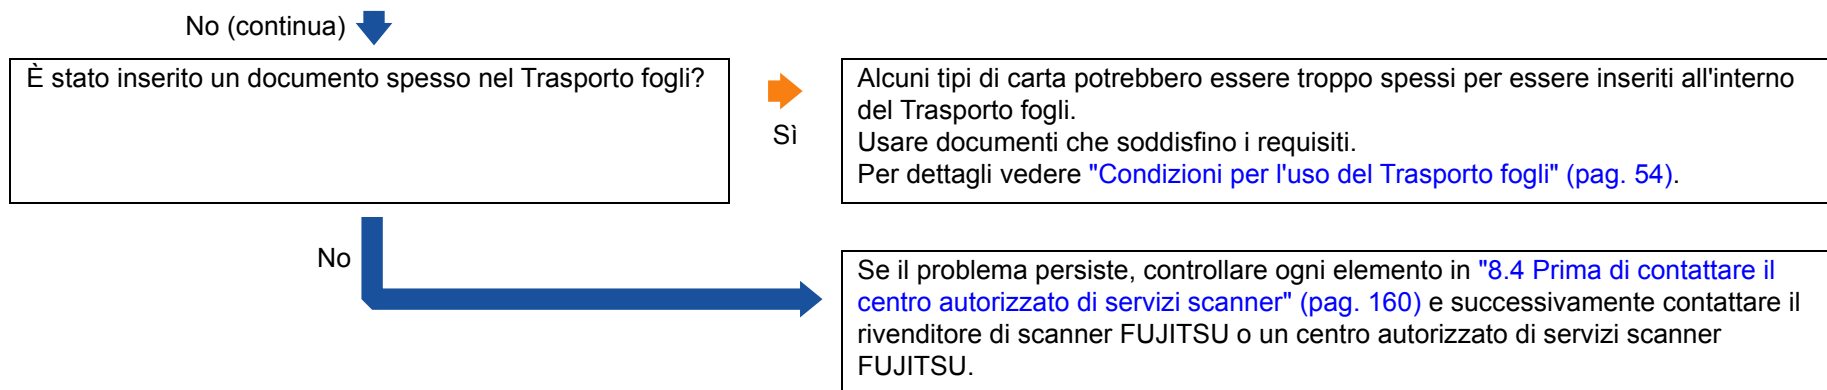 No (continua)
È stato inserito un documento spesso nel Trasporto fogli?
Sì
Alcuni tipi di carta potrebbero essere troppo spessi per essere inseriti all'interno
del Trasporto fogli.
Usare documenti che soddisfino i requisiti.
Per dettagli vedere "Condizioni per l'uso del Trasporto fogli" (pag. 54).
No
Se il problema persiste, controllare ogni elemento in "8.4 Prima di contattare il
centro autorizzato di servizi scanner" (pag. 160) e successivamente contattare il
rivenditore di scanner FUJITSU o un centro autorizzato di servizi scanner
FUJITSU.